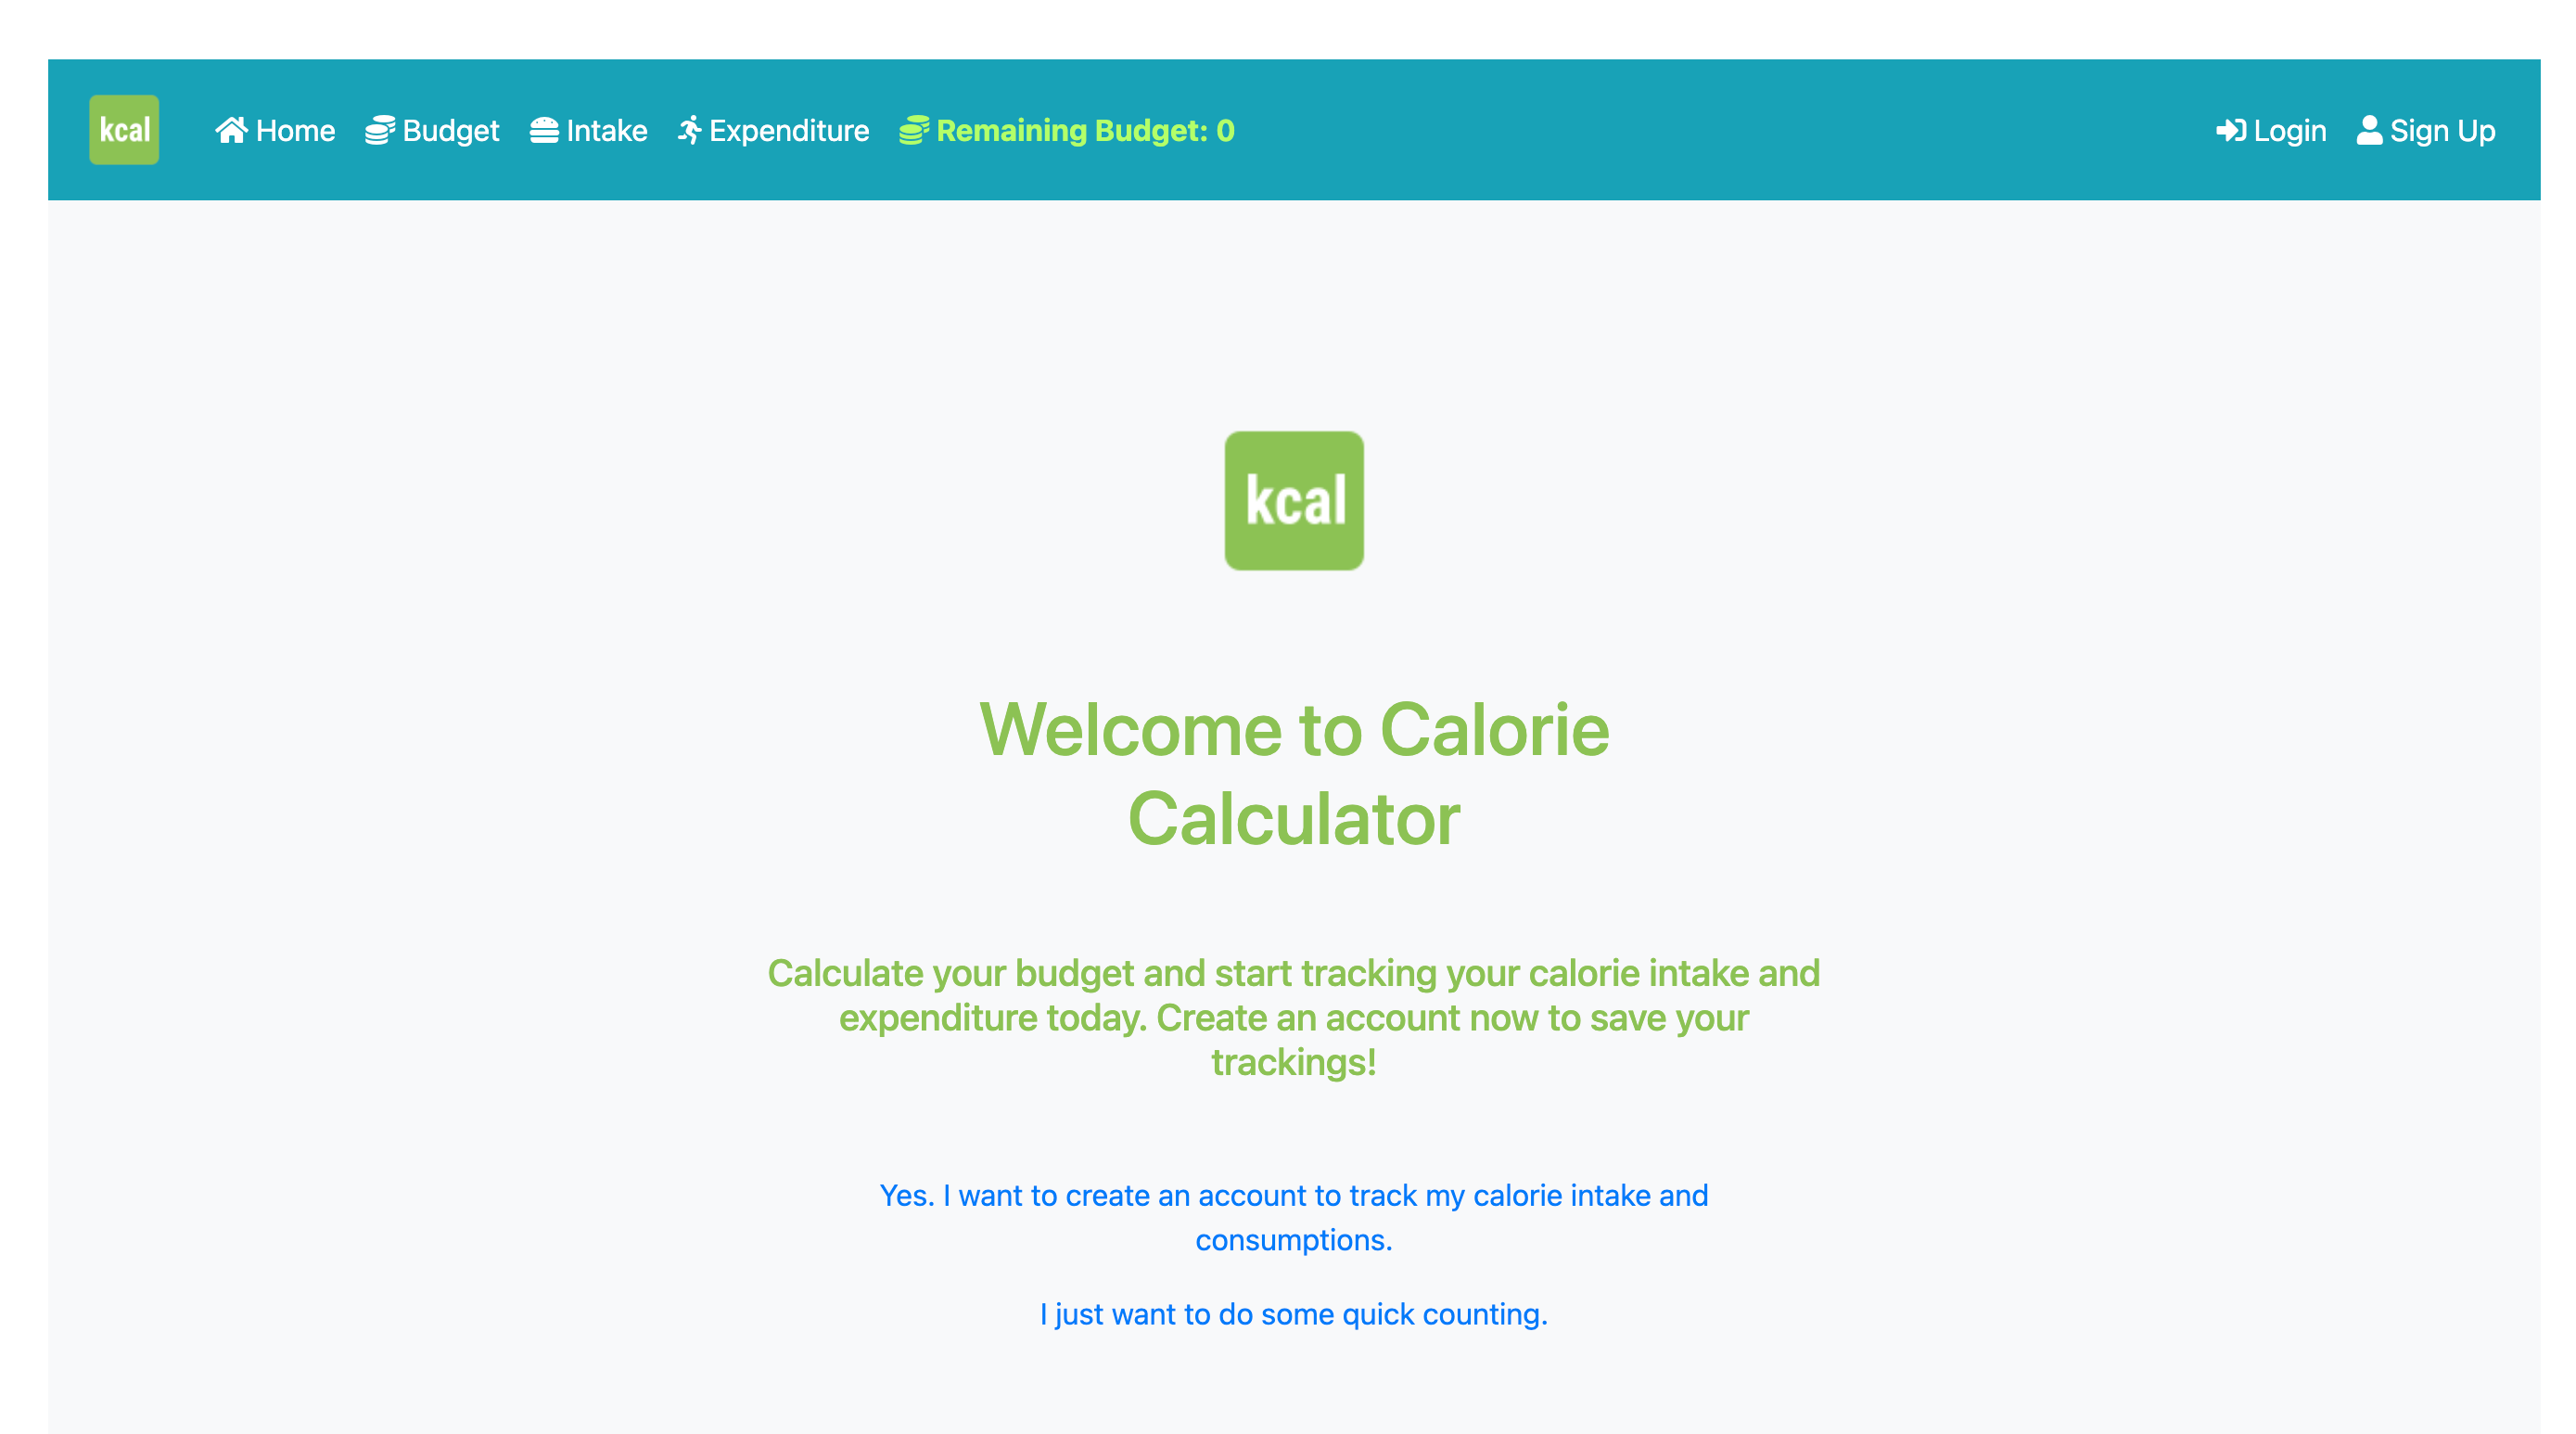 kcal Home Budget Intake Expenditure Remaining Budget: 0 Login Sign Up
kcal
Welcome to Calorie
Calculator
Calculate your budget and start tracking your calorie intake and
expenditure today. Create an account now to save your
trackings!
Yes. I want to create an account to track my calorie intake and
consumptions.
I just want to do some quick counting.